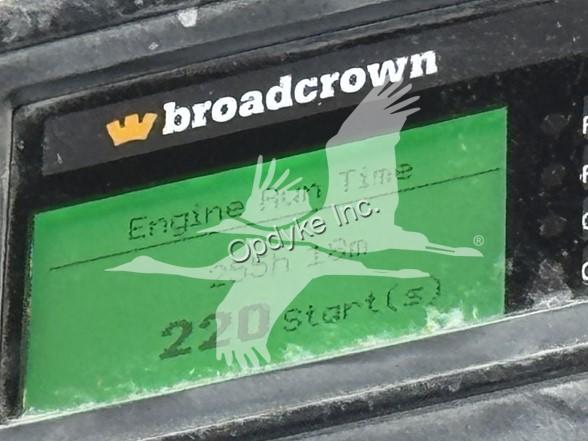 broadcrown
Engine Run Time
Opdyke Inc.
®
220 Start(s)